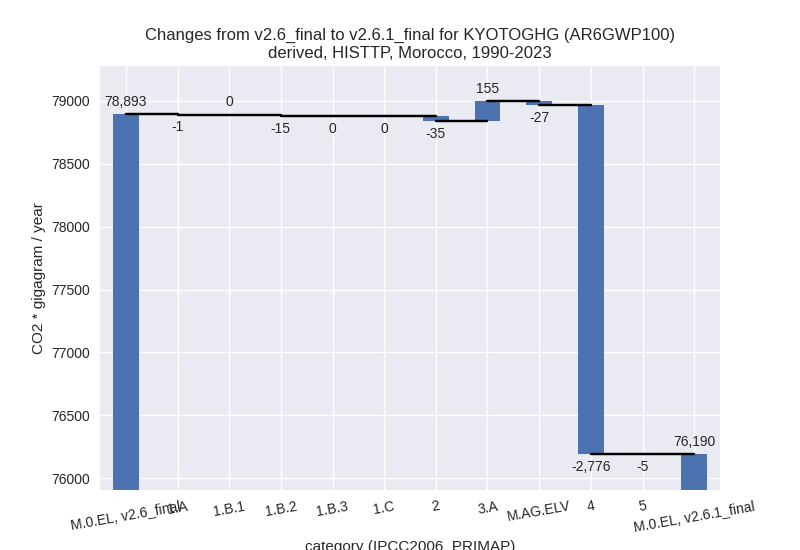 Changes from v2.6_final to v2.6.1_final for KYOTOGHG (AR6GWP100)
derived, HISTTP, Morocco, 1990-2023
CO2 * gigagram / year
79000
78500
78000
77500
77000
76500
76000
78,893
-1
0
-15
0
0
-35
155
-27
-2,776
-5
76,190
M.0.EL, v2.6_final
1.A
1.B.1
1.B.2
1.B.3
1.C
2
3.A
M.AG.ELV
4
5
M.0.EL, v2.6.1_final
category (IPCC2006_PRIMAP)